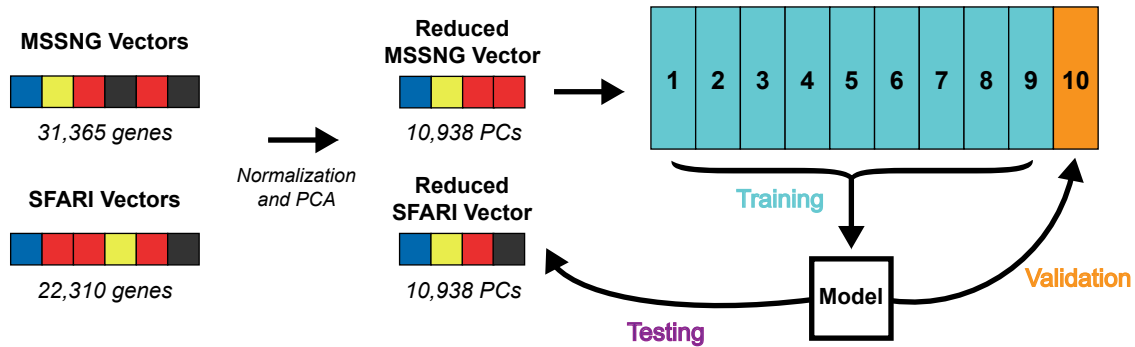 MSSNG Vectors
31,365 genes
SFARI Vectors
22,310 genes
Normalization
and PCA
Reduced
MSSNG Vector
10,938 PCs
Reduced
SFARI Vector
10,938 PCs
1 2 3 4 5 6 7 8 9 10
Training
Model
Validation
Testing